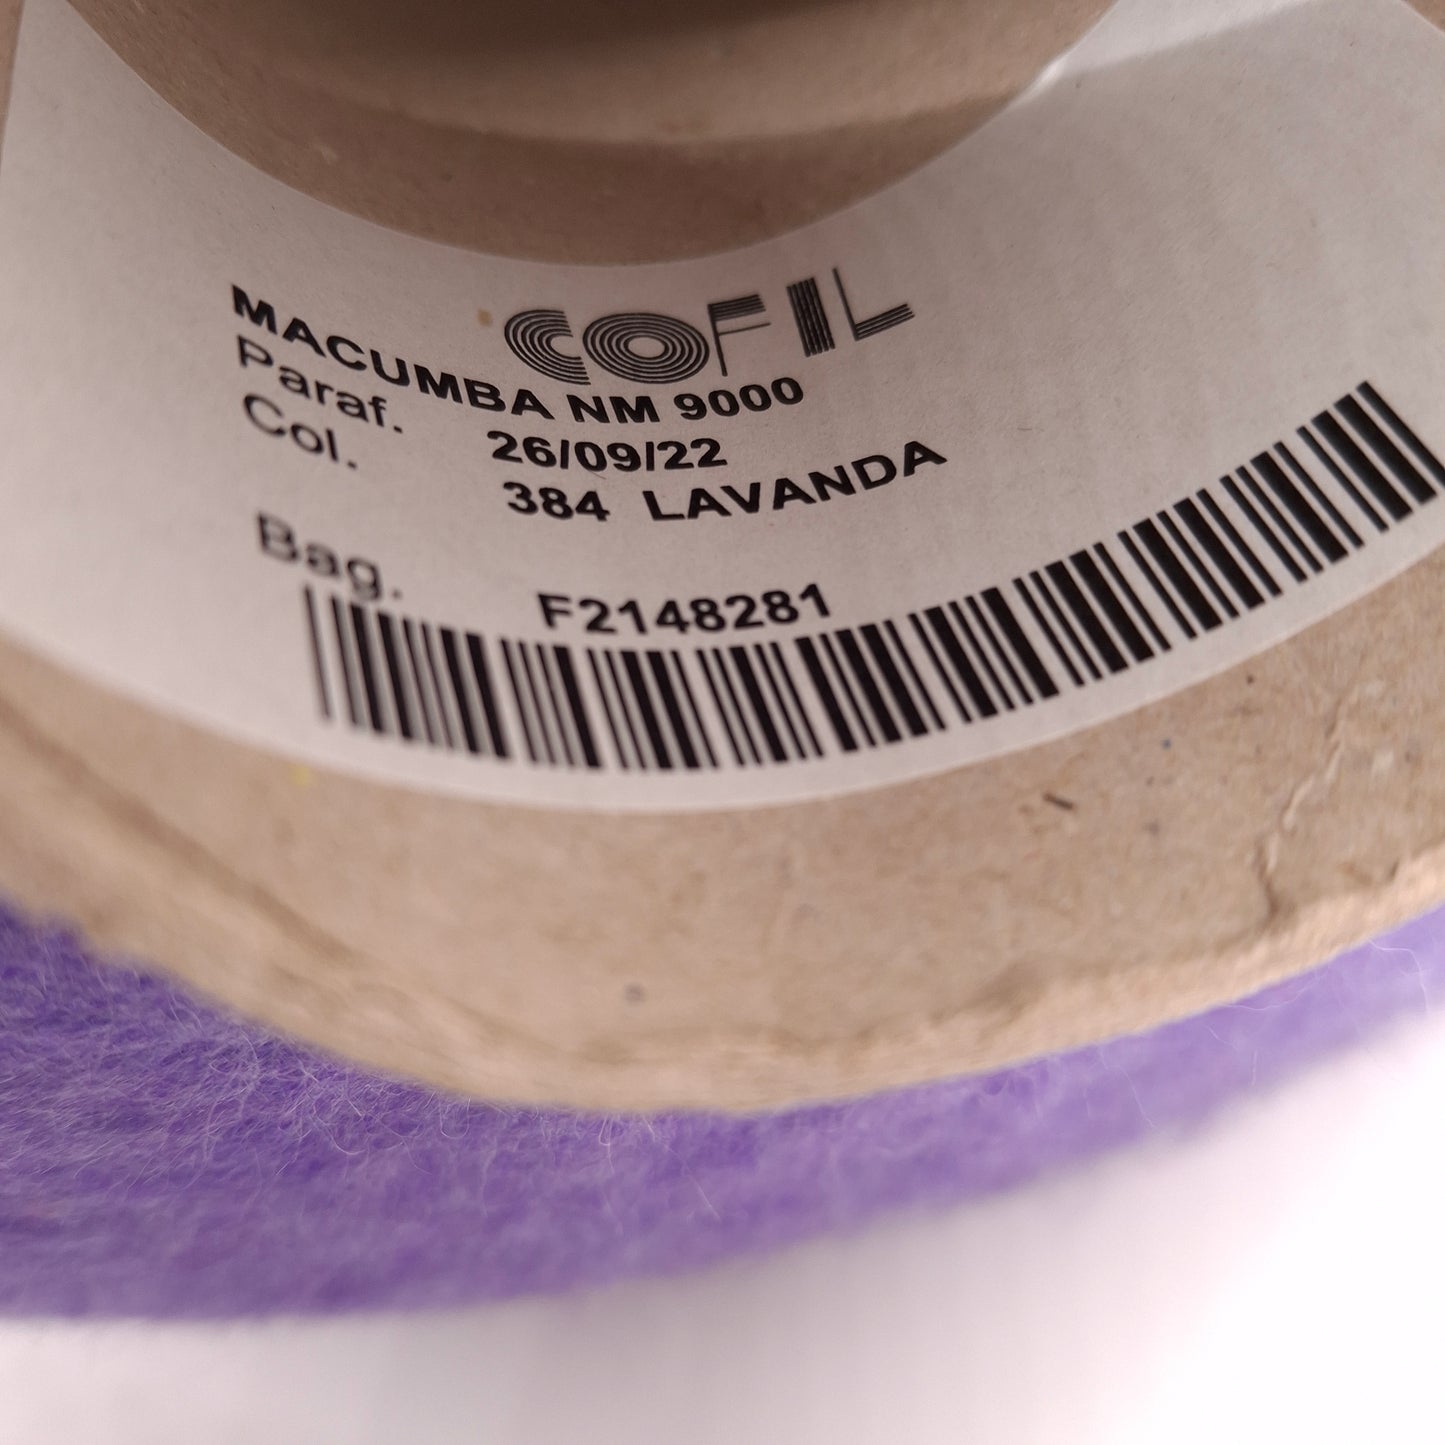 COFIL
MACUMBA NM 9000
Paraf. 26/09/22
Col. 384 LAVANDA
Bag. F2148281